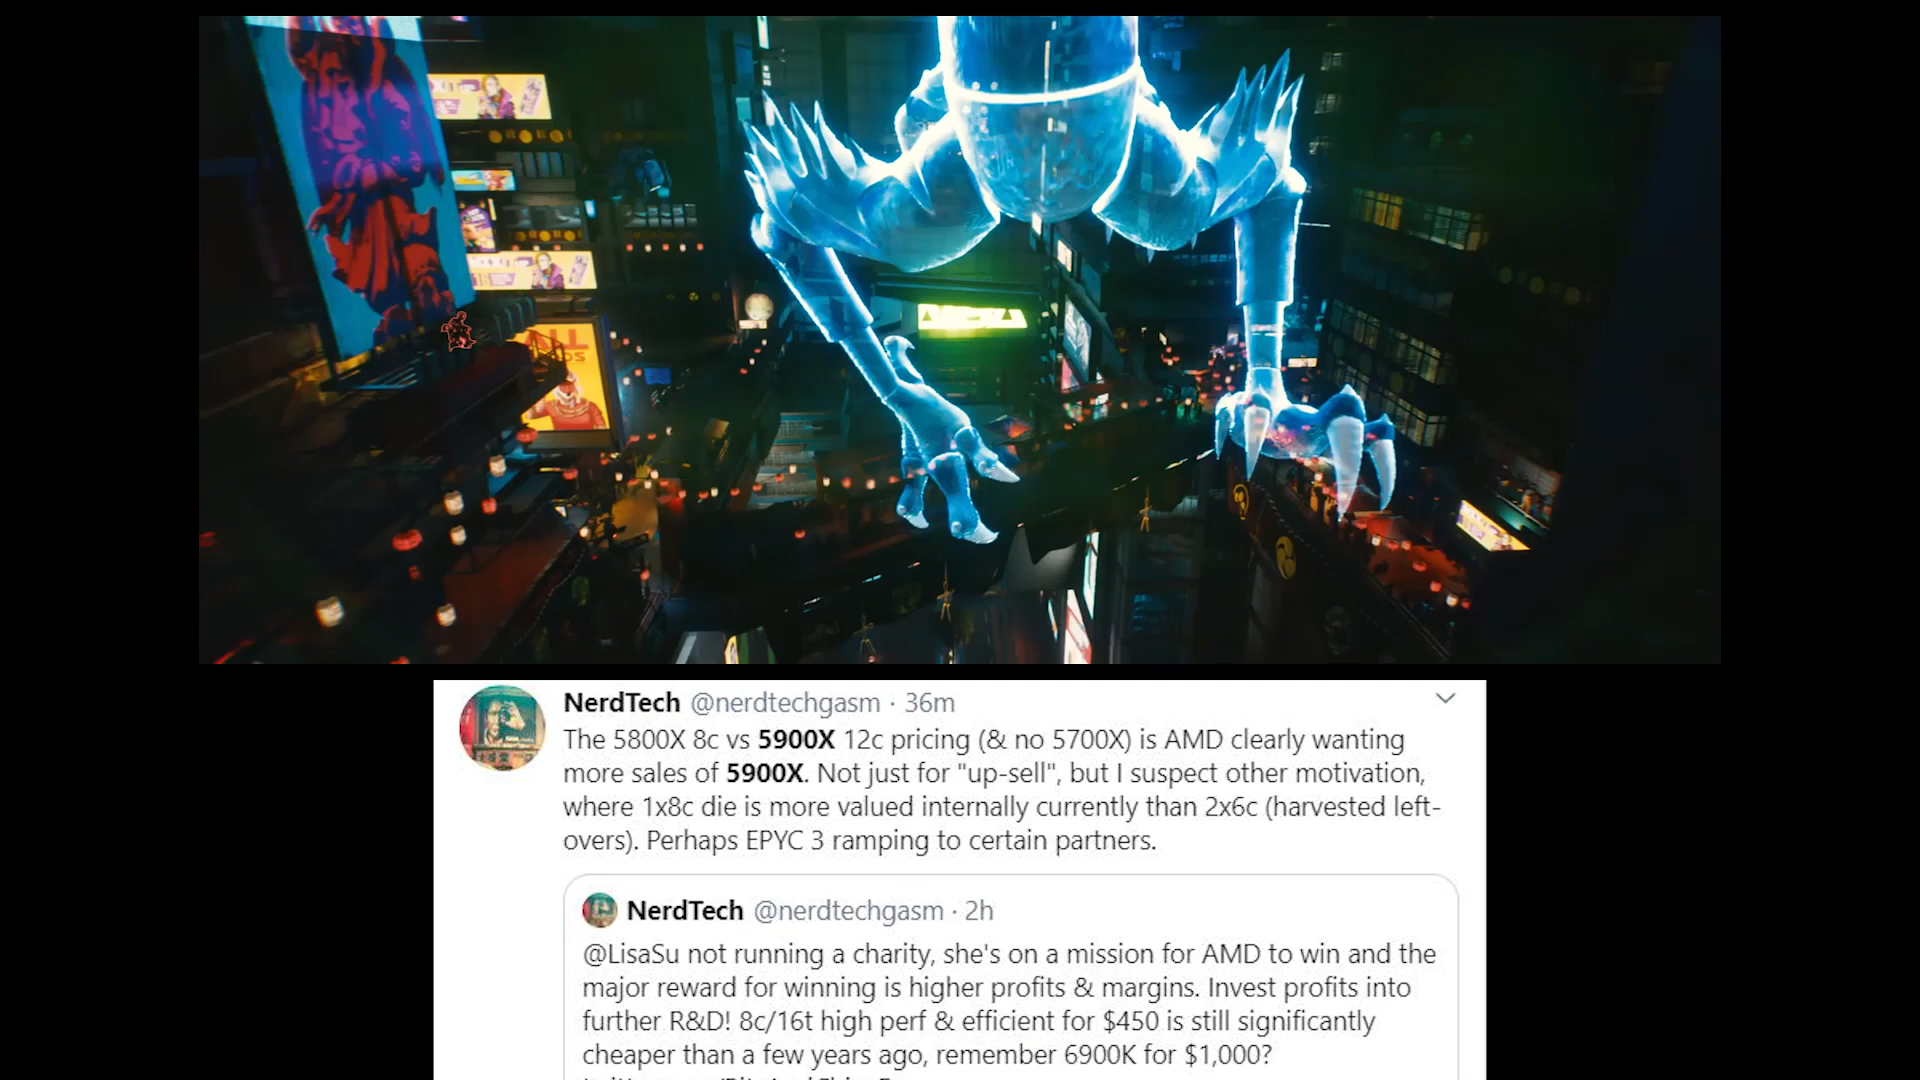 ALL
NerdTech @nerdtechgasm · 36m
The 5800X 8c vs 5900X 12c pricing (& no 5700X) is AMD clearly wanting
more sales of 5900X. Not just for "up-sell", but I suspect other motivation,
where 1x8c die is more valued internally currently than 2x6c (harvested left-
overs). Perhaps EPYC 3 ramping to certain partners.
NerdTech @nerdtechgasm · 2h
@LisaSu not running a charity, she's on a mission for AMD to win and the
major reward for winning is higher profits & margins. Invest profits into
further R&D! 8c/16t high perf & efficient for $450 is still significantly
cheaper than a few years ago, remember 6900K for $1,000?